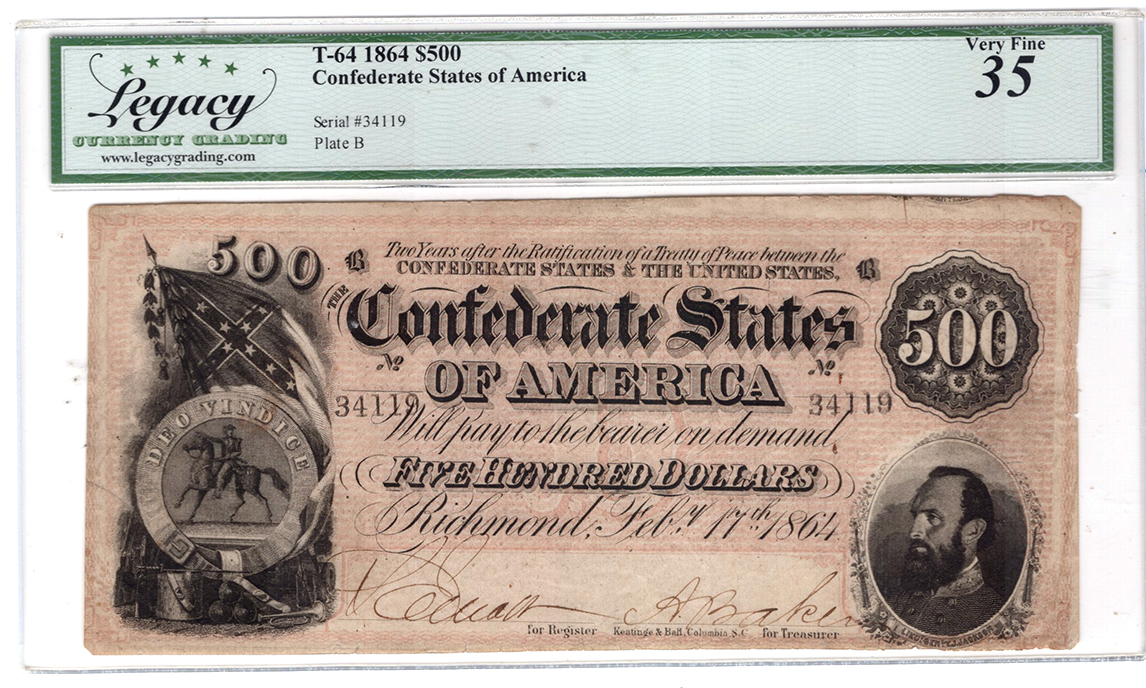 Legacy
CURRENCY GRADING
www.legacygrading.com
T-64 1864 $500
Confederate States of America
Serial #34119
Plate B
Very Fine
35
500
B
Two Years after the Ratification of a Treaty of Peace between the
CONFEDERATE STATES & THE UNITED STATES.
B
THE
Confederate States
OF AMERICA
500
No
34119
No
34119
Will pay to the bearer on demand
FIVE HUNDRED DOLLARS
Richmond, Feby. 17th 1864
DEO VINDICE
A Baker
for Register
Keatinge & Ball, Columbia S.C
for Treasurer